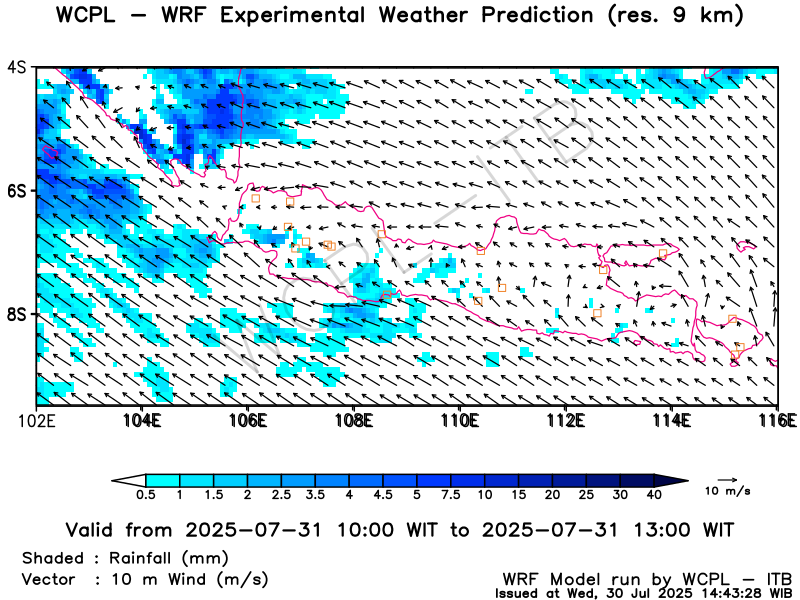 WCPL – WRF Experimental Weather Prediction (res. 9 km)
4S
6S
8S
102E 104E 106E 108E 110E 112E 114E 116E
WCPL–ITB
0.5 1 1.5 2 2.5 3.5 4 4.5 5 7.5 10 15 20 25 30 40
10 m/s
Valid from 2025-07-31 10:00 WIT to 2025-07-31 13:00 WIT
Shaded : Rainfall (mm)
Vector : 10 m Wind (m/s)
WRF Model run by WCPL – ITB
Issued at Wed, 30 Jul 2025 14:43:28 WIB